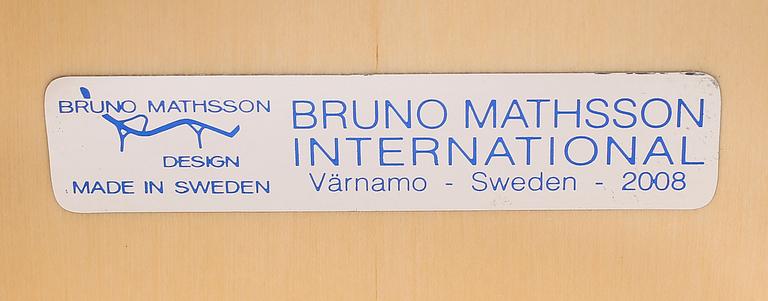 BRUNO MATHSSON
DESIGN
MADE IN SWEDEN
BRUNO MATHSSON
INTERNATIONAL
Värnamo - Sweden - 2008